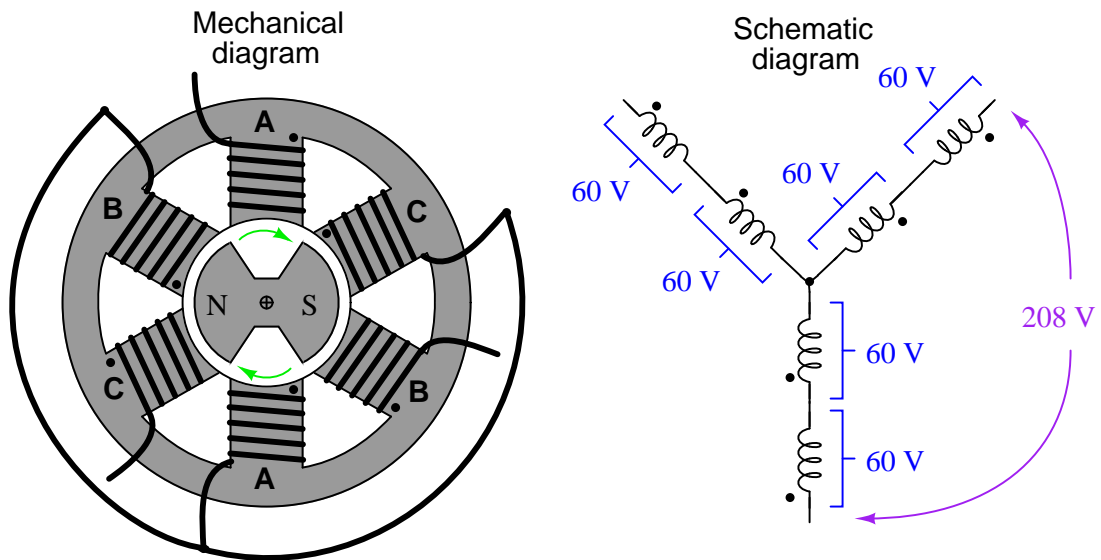 Mechanical
diagram
A
B
C
N
S
C
B
A
Schematic
diagram
60 V
60 V
60 V
60 V
208 V
60 V
60 V